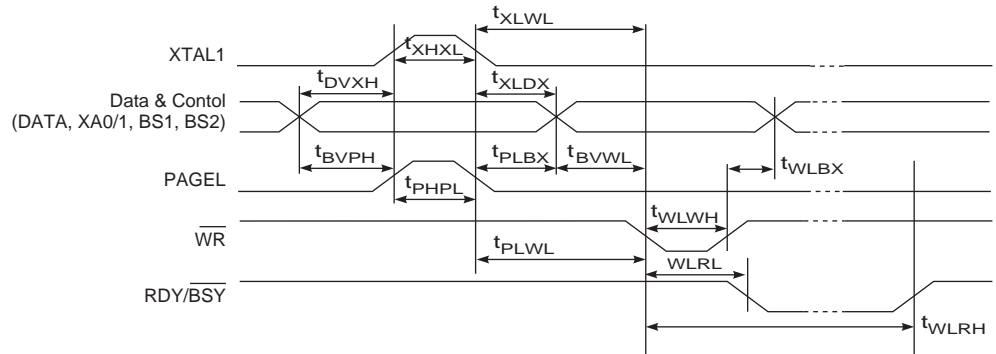 tXLWL
XTAL1
tXHXL
tDVXH
tXLDX
Data & Contol
(DATA, XA0/1, BS1, BS2)
tBVPH
tPLBX
tBVWL
tWLBX
PAGEL
tPHPL
tWLWH
WR
tPLWL
WLRL
RDY/BSY
tWLRH